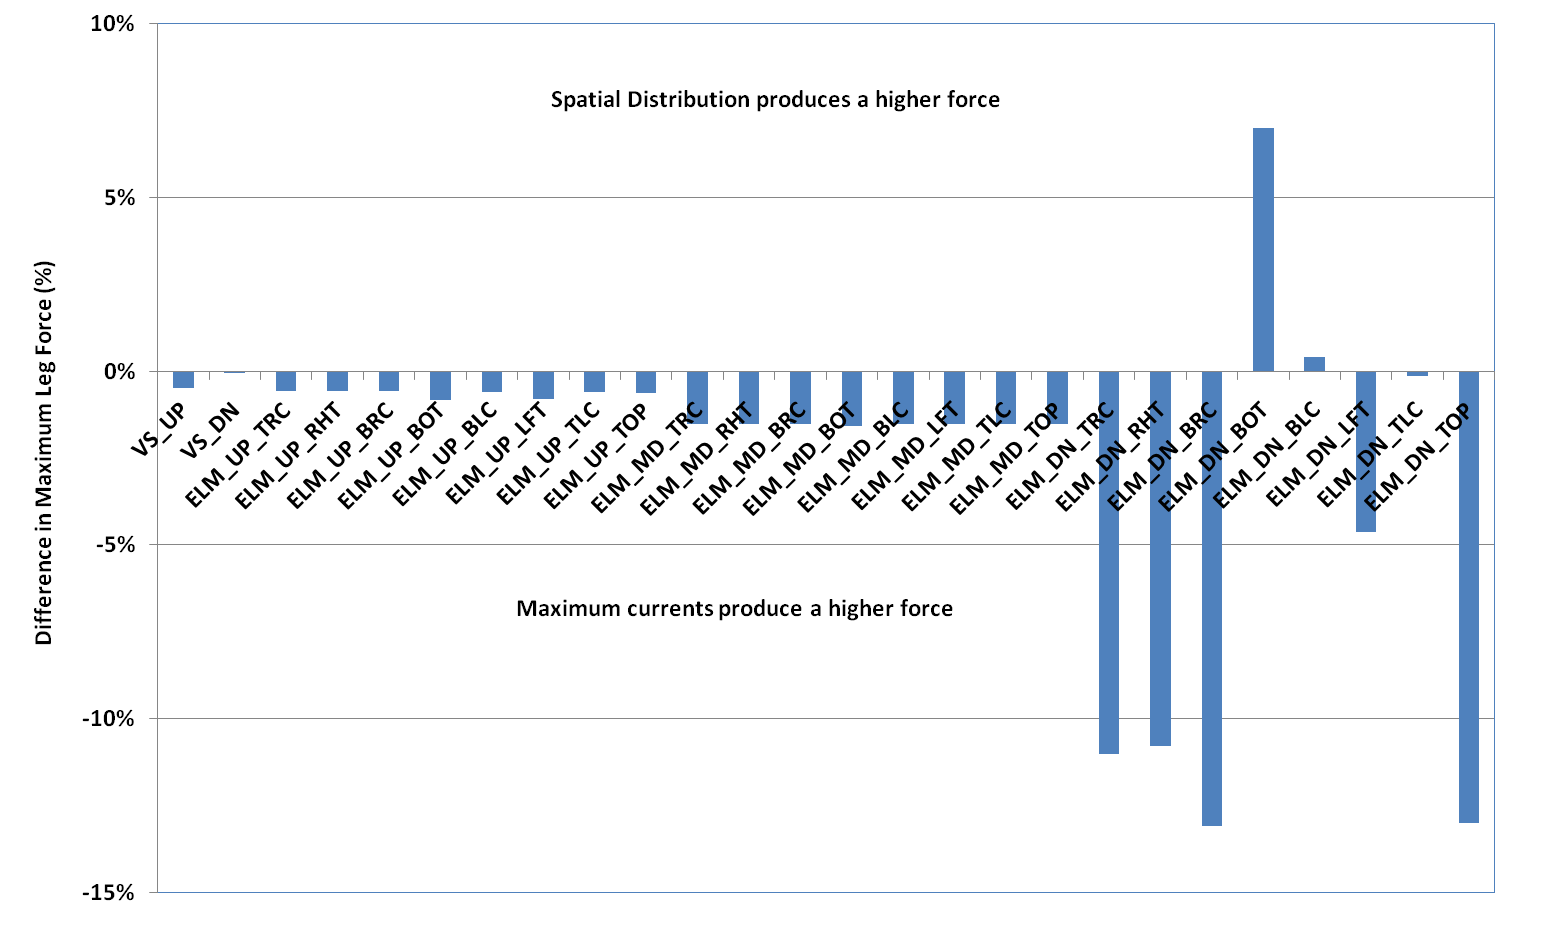 10%
Spatial Distribution produces a higher force
5%
0%
VS_UP
VS_DN
ELM_UP_TRC
ELM_UP_RHT
ELM_UP_BRC
ELM_UP_BOT
ELM_UP_BLC
ELM_UP_LFT
ELM_UP_TLC
ELM_UP_TOP
ELM_MD_TRC
ELM_MD_RHT
ELM_MD_BRC
ELM_MD_BOT
ELM_MD_BLC
ELM_MD_LFT
ELM_MD_TLC
ELM_MD_TOP
ELM_DN_TRC
ELM_DN_RHT
ELM_DN_BRC
ELM_DN_BOT
ELM_DN_BLC
ELM_DN_LFT
ELM_DN_TLC
ELM_DN_TOP
Difference in Maximum Leg Force (%)
-5%
Maximum currents produce a higher force
-10%
-15%